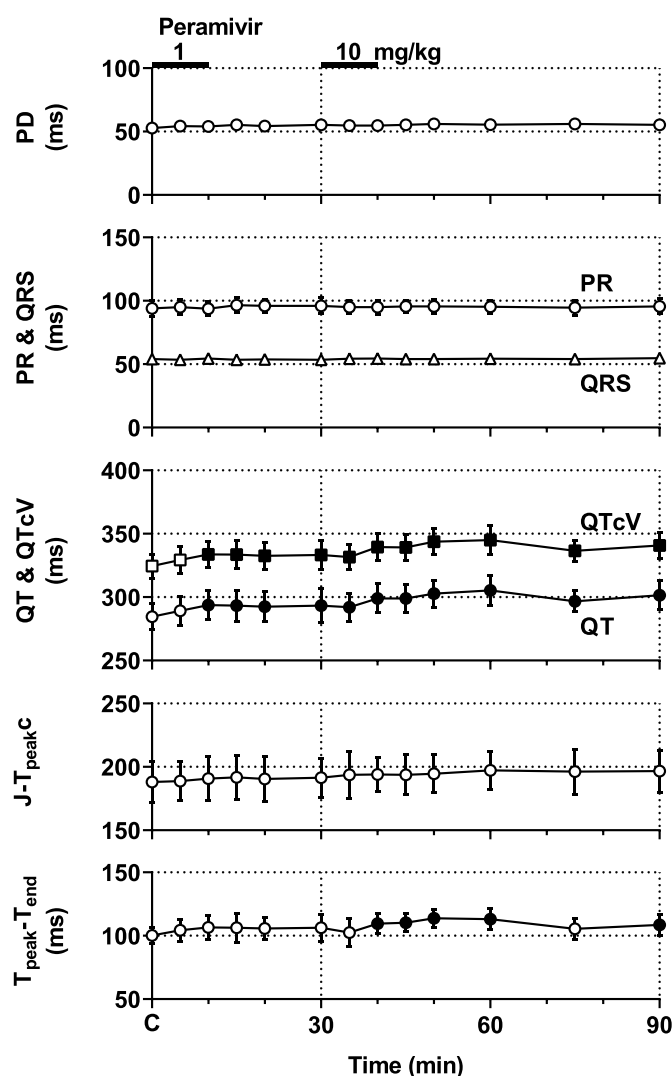 Peramivir
1 10 mg/kg
PD
(ms)
100
50
0
PR & QRS
(ms)
150
100
50
0
PR
QRS
QT & QTcV
(ms)
400
350
300
250
QTcV
QT
J-Tpeakc
250
200
150
Tpeak-Tend
(ms)
150
100
50
C 30 60 90
Time (min)